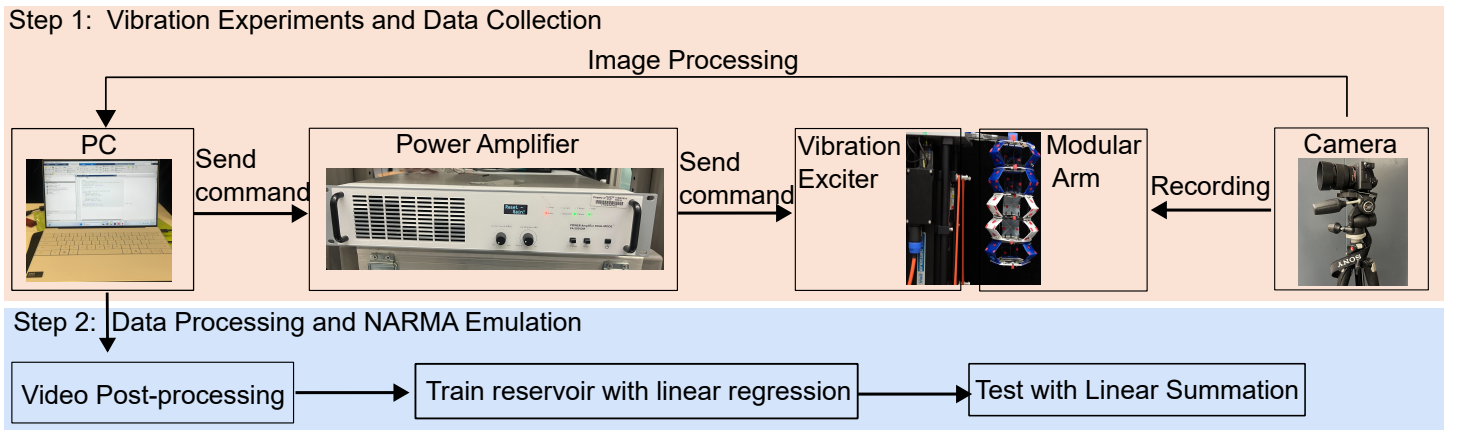 Step 1:  Vibration Experiments and Data Collection
Image Processing
PC
Send
command
Power Amplifier
Send
command
Vibration
Exciter
Modular
Arm
Recording
Camera
SONY
Step 2:  Data Processing and NARMA Emulation
Video Post-processing
Train reservoir with linear regression
Test with Linear Summation